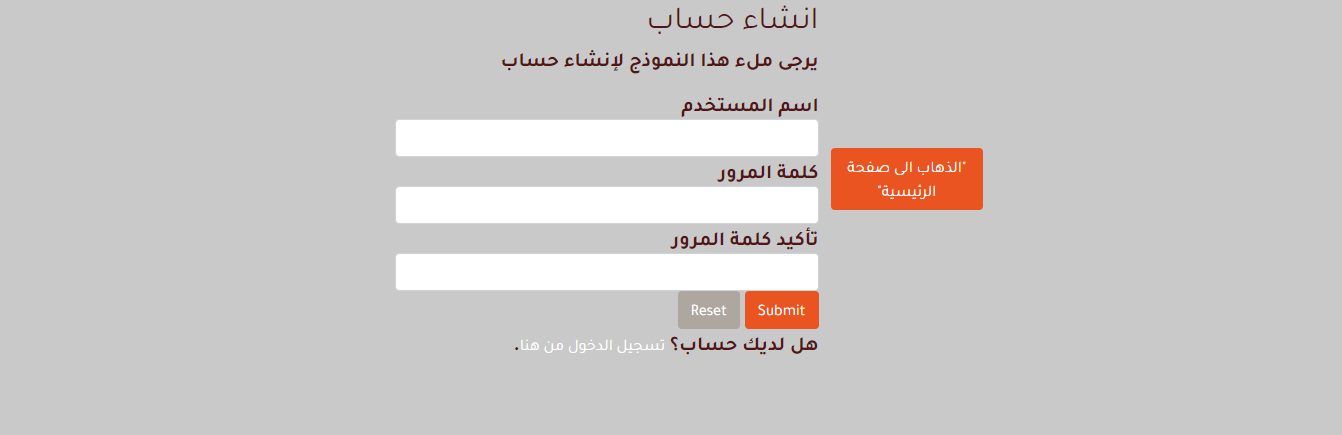 انشاء حساب
يرجى ملء هذا النموذج لإنشاء حساب
اسم المستخدم
"الذهاب الى صفحة
الرئيسية"
كلمة المرور
تأكيد كلمة المرور
Submit Reset
هل لديك حساب؟ تسجيل الدخول من هنا.